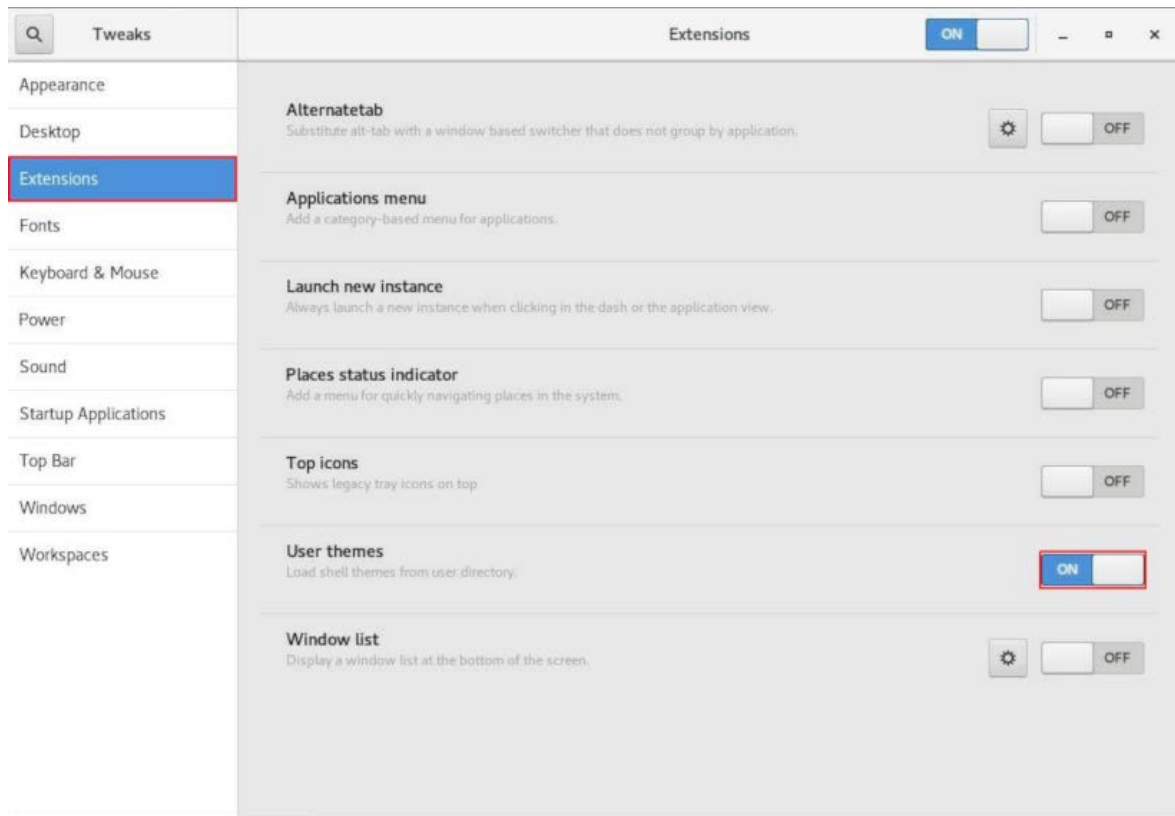 Tweaks
Extensions
ON
Appearance
Desktop
Extensions
Fonts
Keyboard & Mouse
Power
Sound
Startup Applications
Top Bar
Windows
Workspaces
Alternatetab
Substitute alt-tab with a window based switcher that does not group by application.
OFF
Applications menu
Add a category-based menu for applications.
OFF
Launch new instance
Always launch a new instance when clicking in the dash or the application view.
OFF
Places status indicator
Add a menu for quickly navigating places in the system.
OFF
Top icons
Shows legacy tray icons on top
OFF
User themes
Load shell themes from user directory.
ON
Window list
Display a window list at the bottom of the screen.
OFF